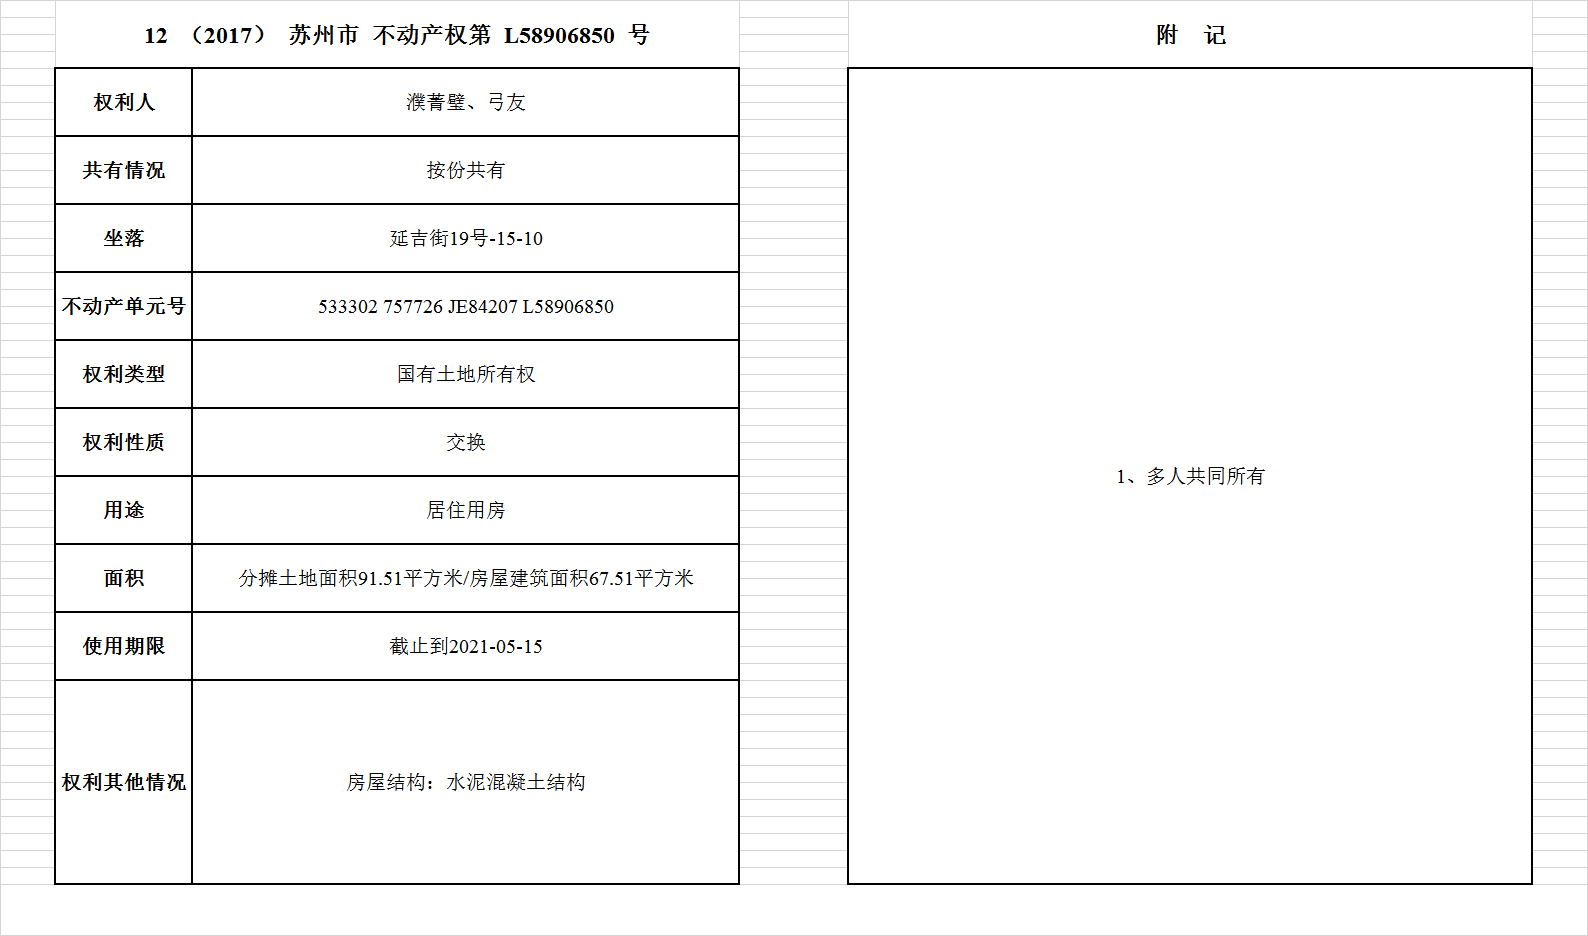 12 （2017） 苏州市 不动产权第 L58906850 号
权利人 濮菁璧、弓友
共有情况 按份共有
坐落 延吉街19号-15-10
不动产单元号 533302 757726 JE84207 L58906850
权利类型 国有土地所有权
权利性质 交换
用途 居住用房
面积 分摊土地面积91.51平方米/房屋建筑面积67.51平方米
使用期限 截止到2021-05-15
权利其他情况 房屋结构：水泥混凝土结构
附 记
1、多人共同所有